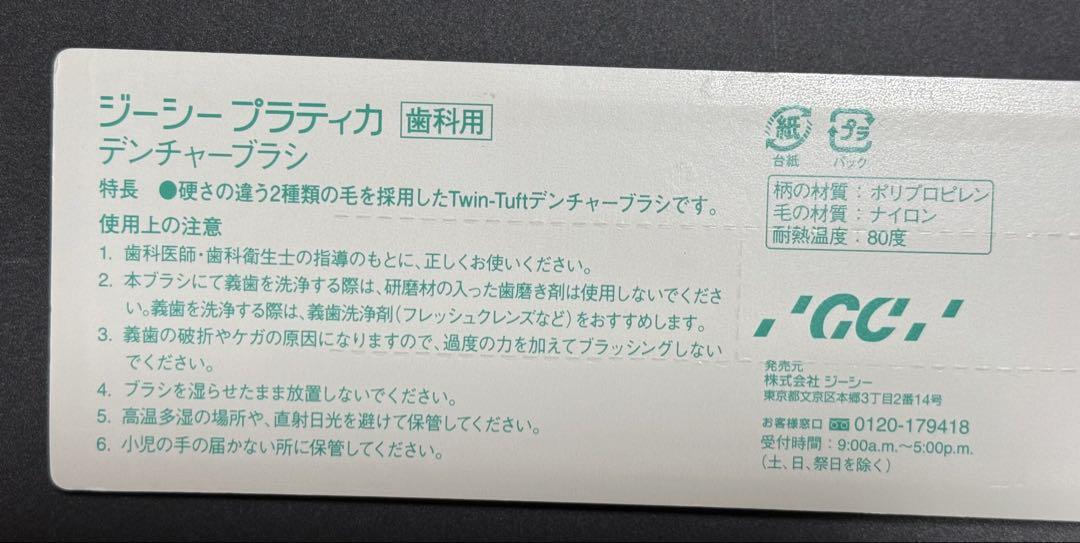 ジーシー プラティカ 歯科用
デンチャーブラシ
特長 ●硬さの違う2種類の毛を採用したTwin-Tuftデンチャーブラシです。
使用上の注意
1. 歯科医師・歯科衛生士の指導のもとに、正しくお使いください。
2. 本ブラシにて義歯を洗浄する際は、研磨材の入った歯磨き剤は使用しないでくださ
い。義歯を洗浄する際は、義歯洗浄剤(フレッシュクレンズなど)をおすすめします。
3. 義歯の破折やケガの原因になりますので、過度の力を加えてブラッシングしない
でください。
4. ブラシを湿らせたまま放置しないでください。
5. 高温多湿の場所や、直射日光を避けて保管してください。
6. 小児の手の届かない所に保管してください。
紙 プラ
台紙 パック
柄の材質:ポリプロピレン
毛の材質:ナイロン
耐熱温度:80度
GC
発売元
株式会社 ジーシー
東京都文京区本郷3丁目2番14号
お客様窓口 0120-179418
受付時間:9:00a.m.〜5:00p.m.
(土、日、祭日を除く)